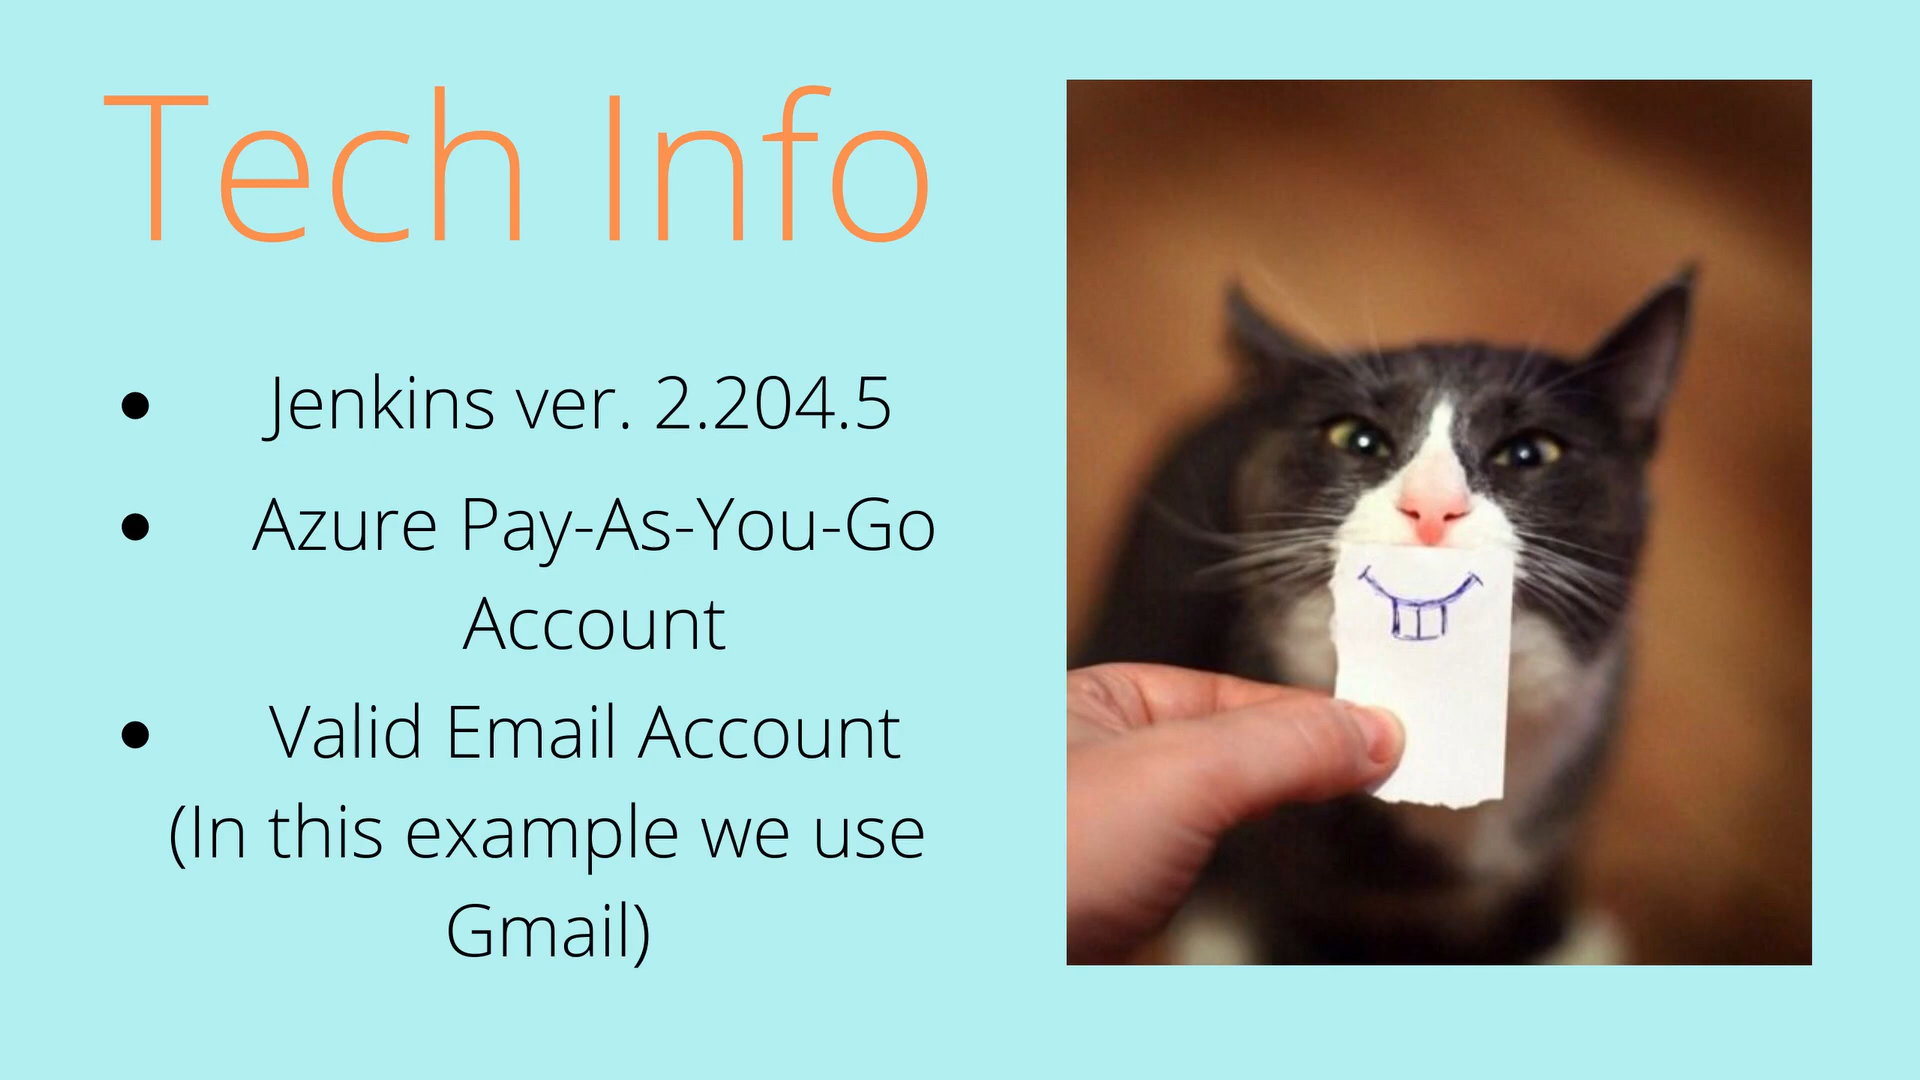 Tech Info
• Jenkins ver. 2.204.5
• Azure Pay-As-You-Go
Account
• Valid Email Account
(In this example we use
Gmail)